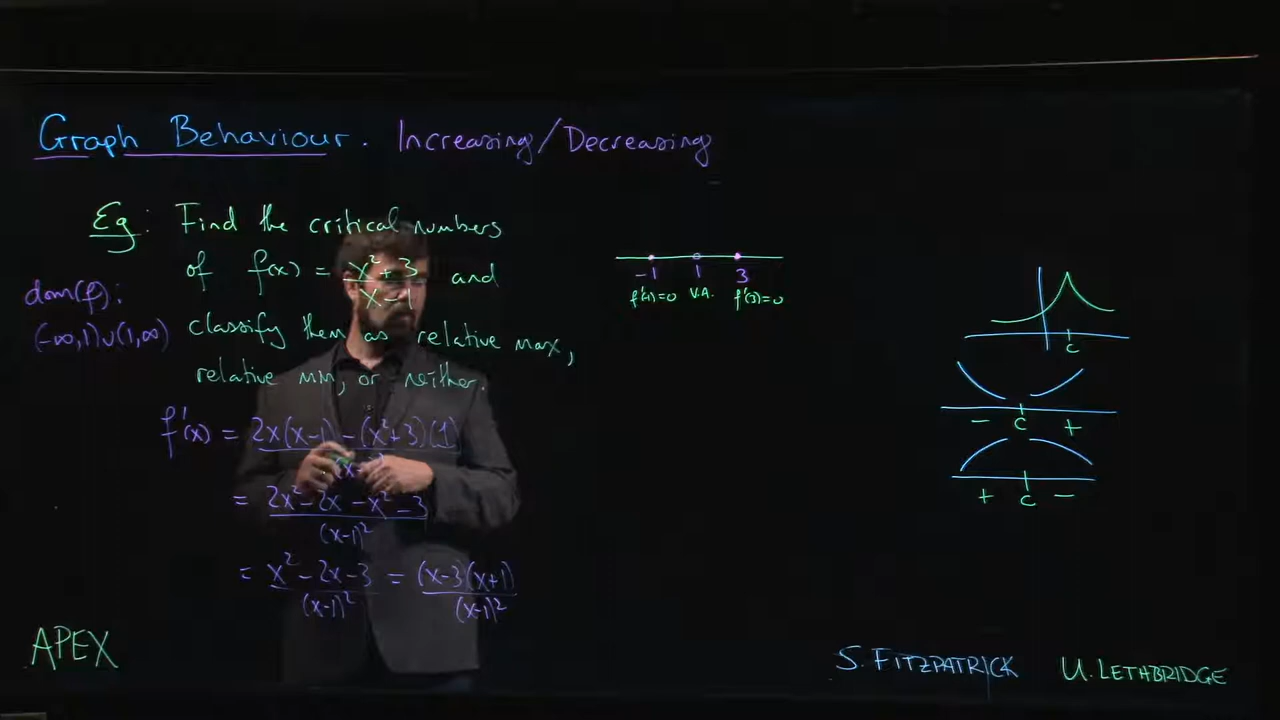 Graph Behaviour. Increasing/Decreasing
Eg: Find the critical numbers
of f(x) = x²+3 / x-1 and
dom(f):
(-∞,1)∪(1,∞)
classify them as relative max,
relative min, or neither.
f'(x) = 2x(x-1) - (x²+3)(1) / (x-1)²
= 2x²-2x-x²-3 / (x-1)²
= x²-2x-3 / (x-1)² = (x-3(x+1) / (x-1)²
-1 1 3
f'(-1)=0 V.A. f'(3)=0
c
- c +
+ c -
APEX
S. FITZPATRICK U. LETHBRIDGE